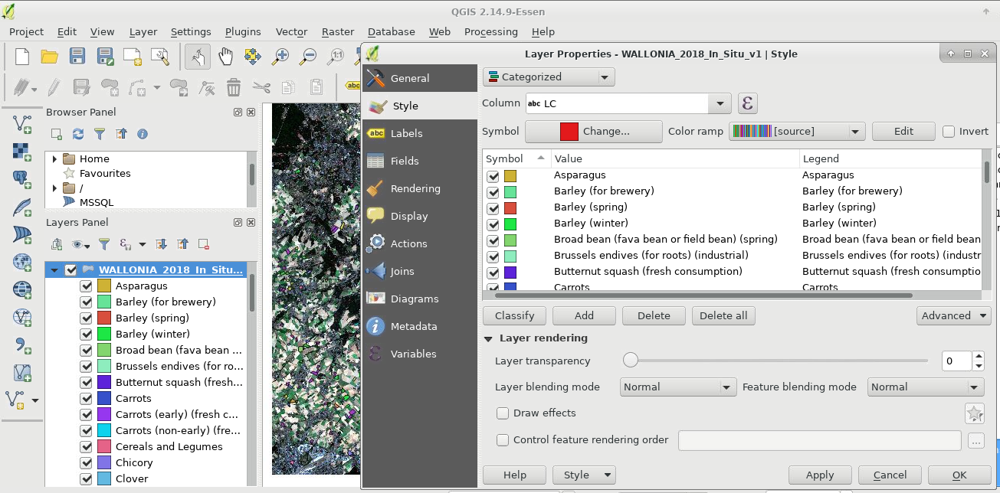 QGIS 2.14.9-Essen
Project Edit View Layer Settings Plugins Vector Raster Database Web Processing Help
Browser Panel
Home
Favourites
/
MSSQL
Layers Panel
WALLONIA_2018_In_Situ...
Asparagus
Barley (for brewery)
Barley (spring)
Barley (winter)
Broad bean (fava bean ...
Brussels endives (for ro...
Butternut squash (fresh...
Carrots
Carrots (early) (fresh c...
Carrots (non-early) (fre...
Cereals and Legumes
Chicory
Clover
Layer Properties - WALLONIA_2018_In_Situ_v1 | Style
General
Style
abc Labels
Fields
Rendering
Display
Actions
Joins
Diagrams
Metadata
Variables
Categorized
Column abc LC ε
Symbol Change... Color ramp [source] Edit Invert
Symbol Value Legend
Asparagus Asparagus
Barley (for brewery) Barley (for brewery)
Barley (spring) Barley (spring)
Barley (winter) Barley (winter)
Broad bean (fava bean or field bean) (spring) Broad bean (fava bean or field bean
Brussels endives (for roots) (industrial) Brussels endives (for roots) (industr
Butternut squash (fresh consumption) Butternut squash (fresh consumptio
Carrots Carrots
Classify Add Delete Delete all Advanced
Layer rendering
Layer transparency 0
Layer blending mode Normal Feature blending mode Normal
Draw effects
Control feature rendering order ...
Help Style Apply Cancel OK